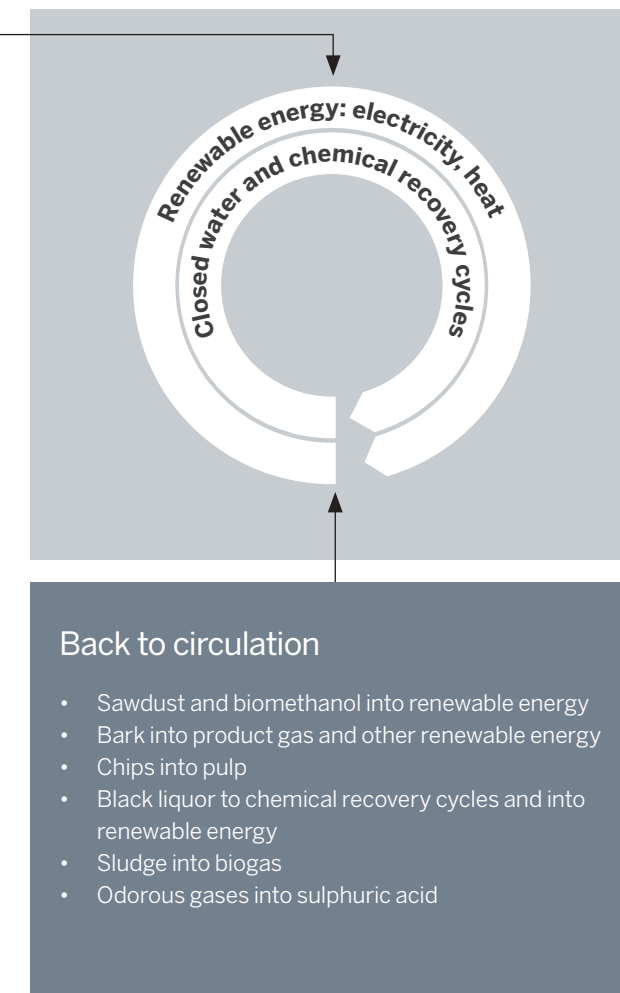 Renewable energy: electricity, heat
Closed water and chemical recovery cycles
Back to circulation
• Sawdust and biomethanol into renewable energy
• Bark into product gas and other renewable energy
• Chips into pulp
• Black liquor to chemical recovery cycles and into
renewable energy
• Sludge into biogas
• Odorous gases into sulphuric acid